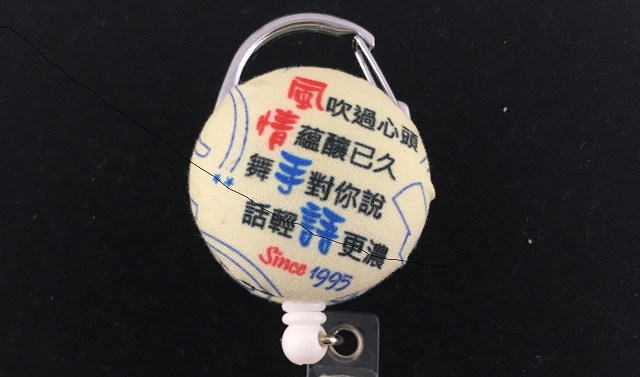 風吹過心頭
情蘊釀已久
舞手對你說
話輕語更濃
Since 1995